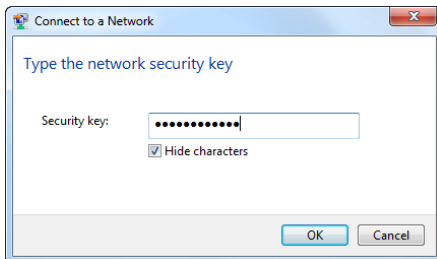 Connect to a Network
Type the network security key
Security key: ••••••••••••
Hide characters
OK Cancel